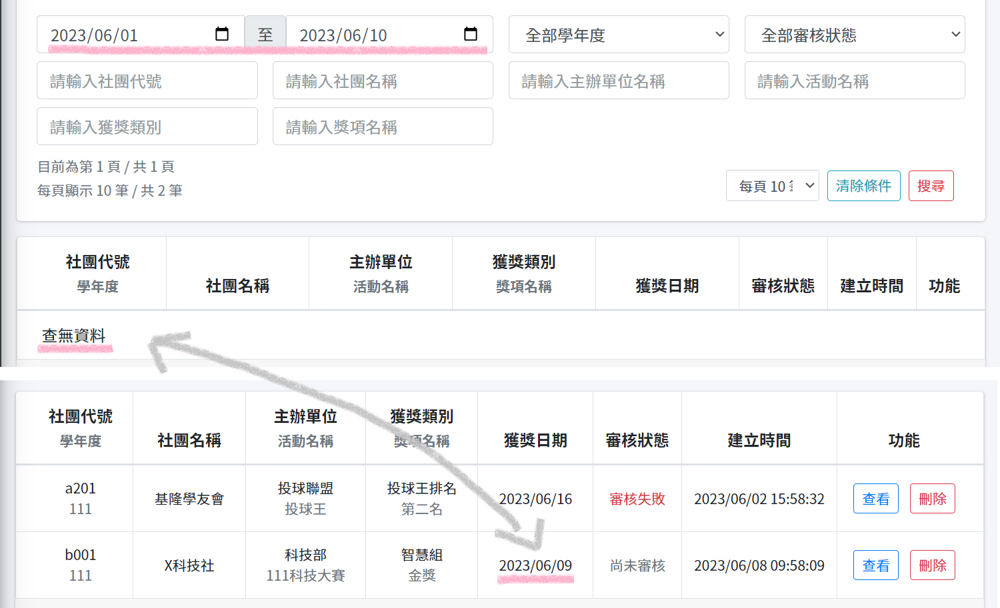 2023/06/01 至 2023/06/10 全部學年度 全部審核狀態
請輸入社團代號 請輸入社團名稱 請輸入主辦單位名稱 請輸入活動名稱
請輸入獲獎類別 請輸入獎項名稱
目前為第 1 頁 / 共 1 頁
每頁顯示 10 筆 / 共 2 筆
每頁 10 清除條件 搜尋
社團代號 主辦單位 獲獎類別
學年度 社團名稱 活動名稱 獎項名稱 獲獎日期 審核狀態 建立時間 功能
查無資料
社團代號 主辦單位 獲獎類別
學年度 社團名稱 活動名稱 獎項名稱 獲獎日期 審核狀態 建立時間 功能
a201 投球聯盟 投球王排名
基隆學友會 2023/06/16 審核失敗 2023/06/02 15:58:32 查看 刪除
111 投球王 第二名
b001 科技部 智慧組
X科技社 2023/06/09 尚未審核 2023/06/08 09:58:09 查看 刪除
111 111科技大賽 金獎